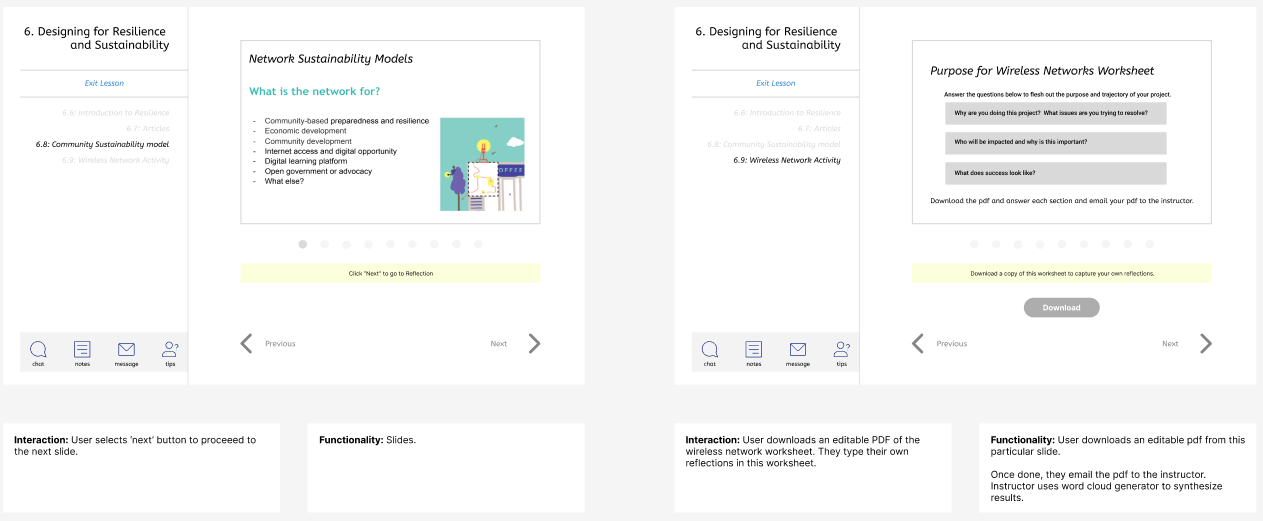 6. Designing for Resilience
and Sustainability
Exit Lesson
6.6: Introduction to Resilience
6.7: Articles
6.8: Community Sustainability model
6.9: Wireless Network Activity
chat
notes
message
tips
Network Sustainability Models
What is the network for?
- Community-based preparedness and resilience
- Economic development
- Community development
- Internet access and digital opportunity
- Digital learning platform
- Open government or advocacy
- What else?
OFFEE
Click "Next" to go to Reflection
Previous
Next
Interaction: User selects 'next' button to proceeed to
the next slide.
Functionality: Slides.
6. Designing for Resilience
and Sustainability
Exit Lesson
6.6: Introduction to Resilience
6.7: Articles
6.8: Community Sustainability model
6.9: Wireless Network Activity
chat
notes
message
tips
Purpose for Wireless Networks Worksheet
Answer the questions below to flesh out the purpose and trajectory of your project.
Why are you doing this project? What issues are you trying to resolve?
Who will be impacted and why is this important?
What does success look like?
Download the pdf and answer each section and email your pdf to the instructor.
Download a copy of this worksheet to capture your own reflections.
Download
Previous
Next
Interaction: User downloads an editable PDF of the
wireless network worksheet. They type their own
reflections in this worksheet.
Functionality: User downloads an editable pdf from this
particular slide.
Once done, they email the pdf to the instructor.
Instructor uses word cloud generator to synthesize
results.